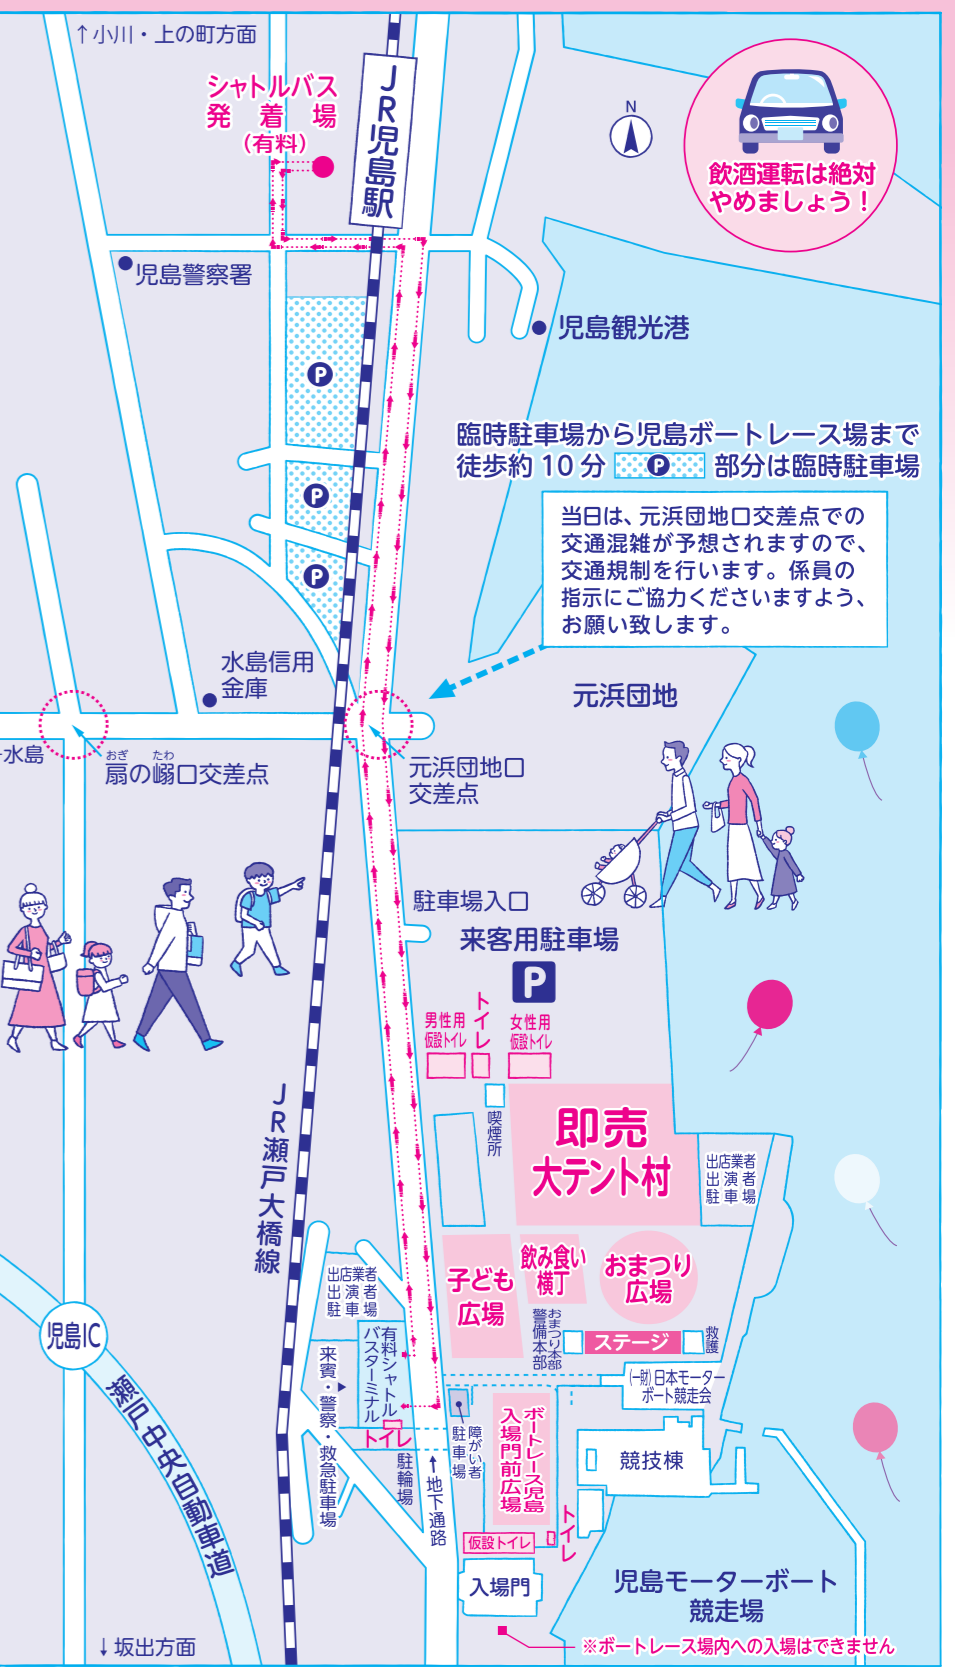 ↑小川・上の町方面
シャトルバス
発着場
(有料)
JR児島駅
N
飲酒運転は絶対
やめましょう！
児島警察署
児島観光港
P
臨時駐車場から児島ボートレース場まで
徒歩約10分 P 部分は臨時駐車場
P
P
当日は、元浜団地口交差点での
交通混雑が予想されますので、
交通規制を行います。係員の
指示にご協力くださいますよう、
お願い致します。
水島信用
金庫
元浜団地
←水島
おぎ たわ
扇の嵶口交差点
元浜団地口
交差点
駐車場入口
来客用駐車場
P
男性用
仮設トイレ
トイレ
女性用
仮設トイレ
喫煙所
即売
大テント村
出店業者
出演者
駐車場
JR瀬戸大橋線
子ども
広場
飲み食い
横丁
おまつり
広場
おまつり本部
警備本部
ステージ
救護
出店業者
出演者
駐車場
児島IC
瀬戸中央自動車道
有料シャトル
バスターミナル
来賓・警察・救急駐車場
トイレ
駐輪場
↑地下通路
障がい者
駐車場
(一財)日本モーター
ボート競走会
ボートレース児島
入場門前広場
競技棟
トイレ
仮設トイレ
入場門
児島モーターボート
競走場
※ボートレース場内への入場はできません
↓坂出方面